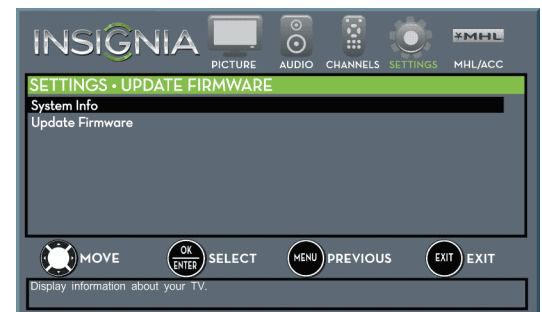 INSIGNIA
PICTURE AUDIO CHANNELS SETTINGS MHL MHL/ACC
SETTINGS • UPDATE FIRMWARE
System Info
Update Firmware
MOVE OK ENTER SELECT MENU PREVIOUS EXIT EXIT
Display information about your TV.